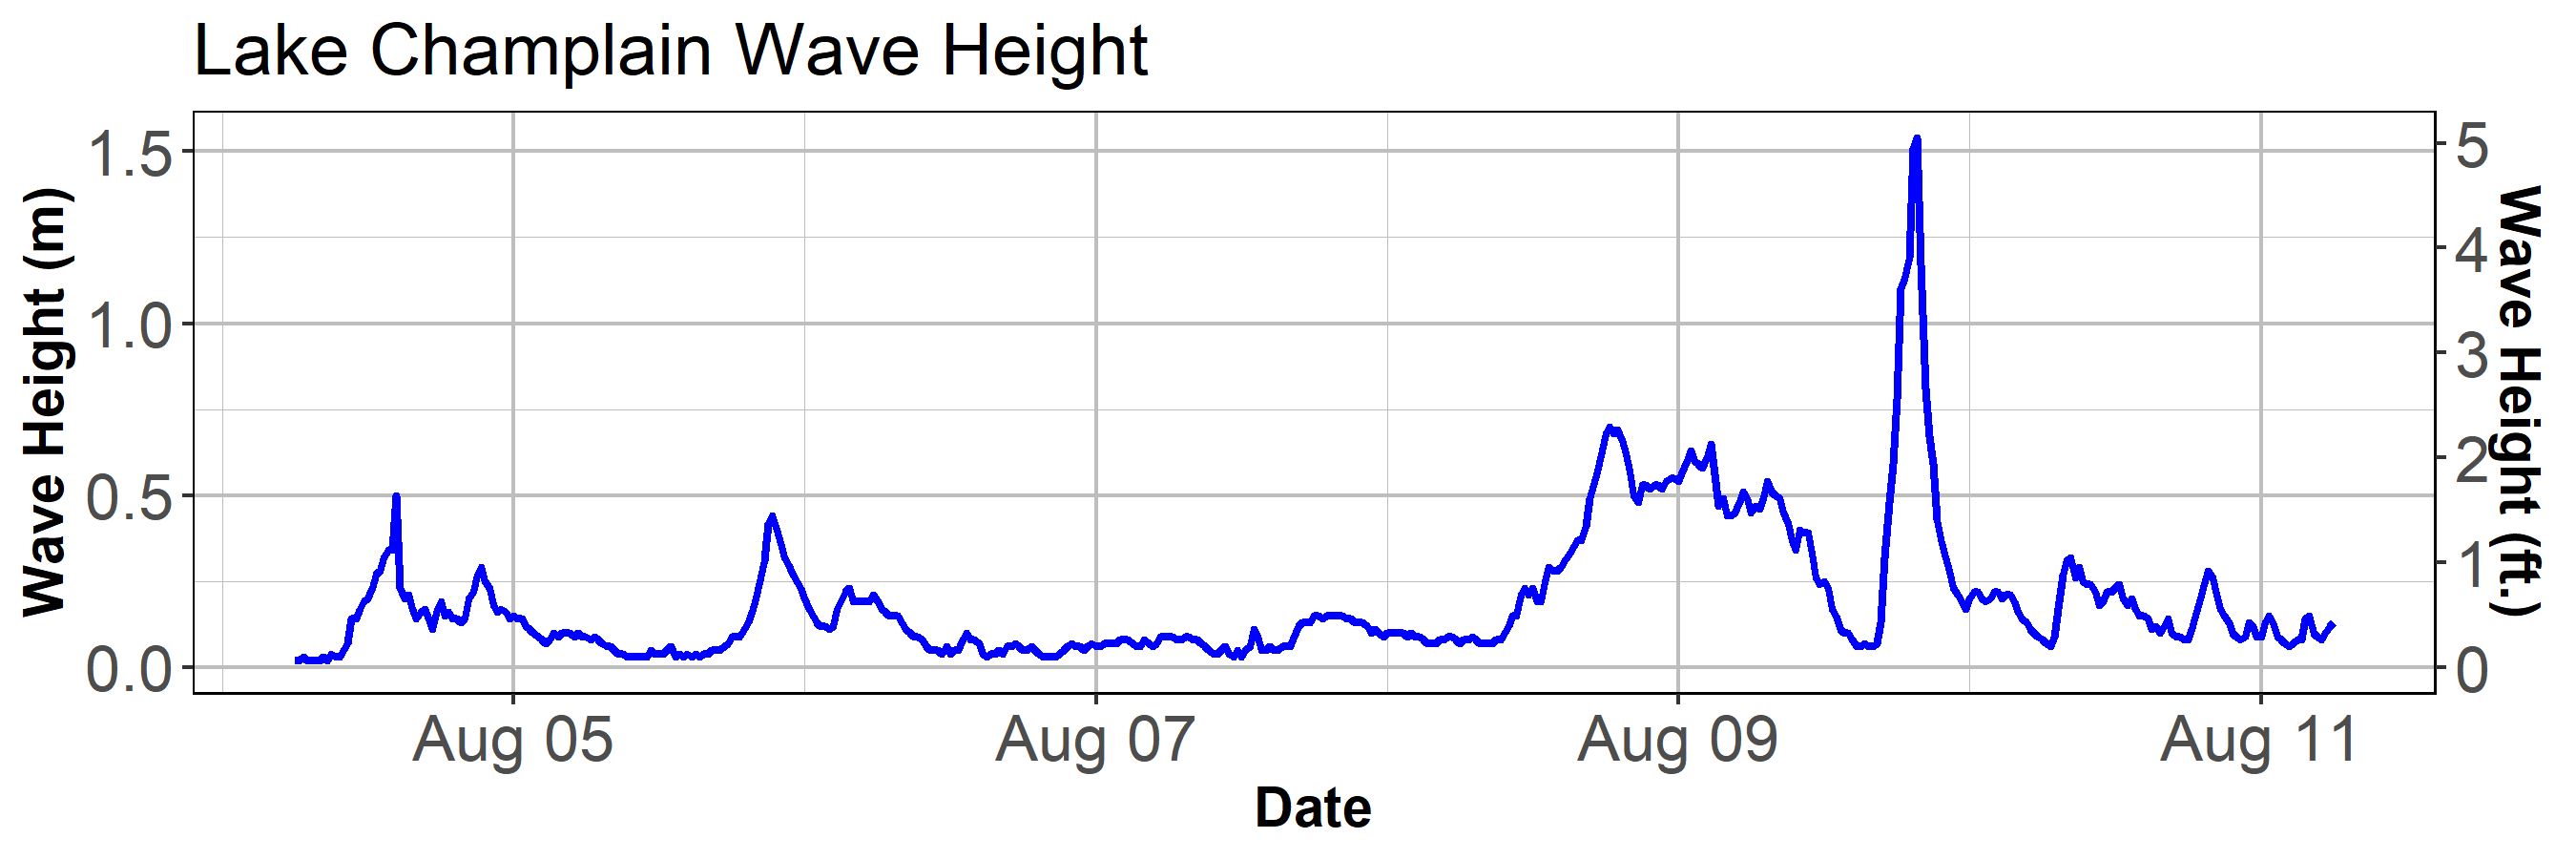 Lake Champlain Wave Height
Wave Height (m)
1.5
1.0
0.5
0.0
5
4
3
2
1
0
Wave Height (ft.)
Aug 05 Aug 07 Aug 09 Aug 11
Date